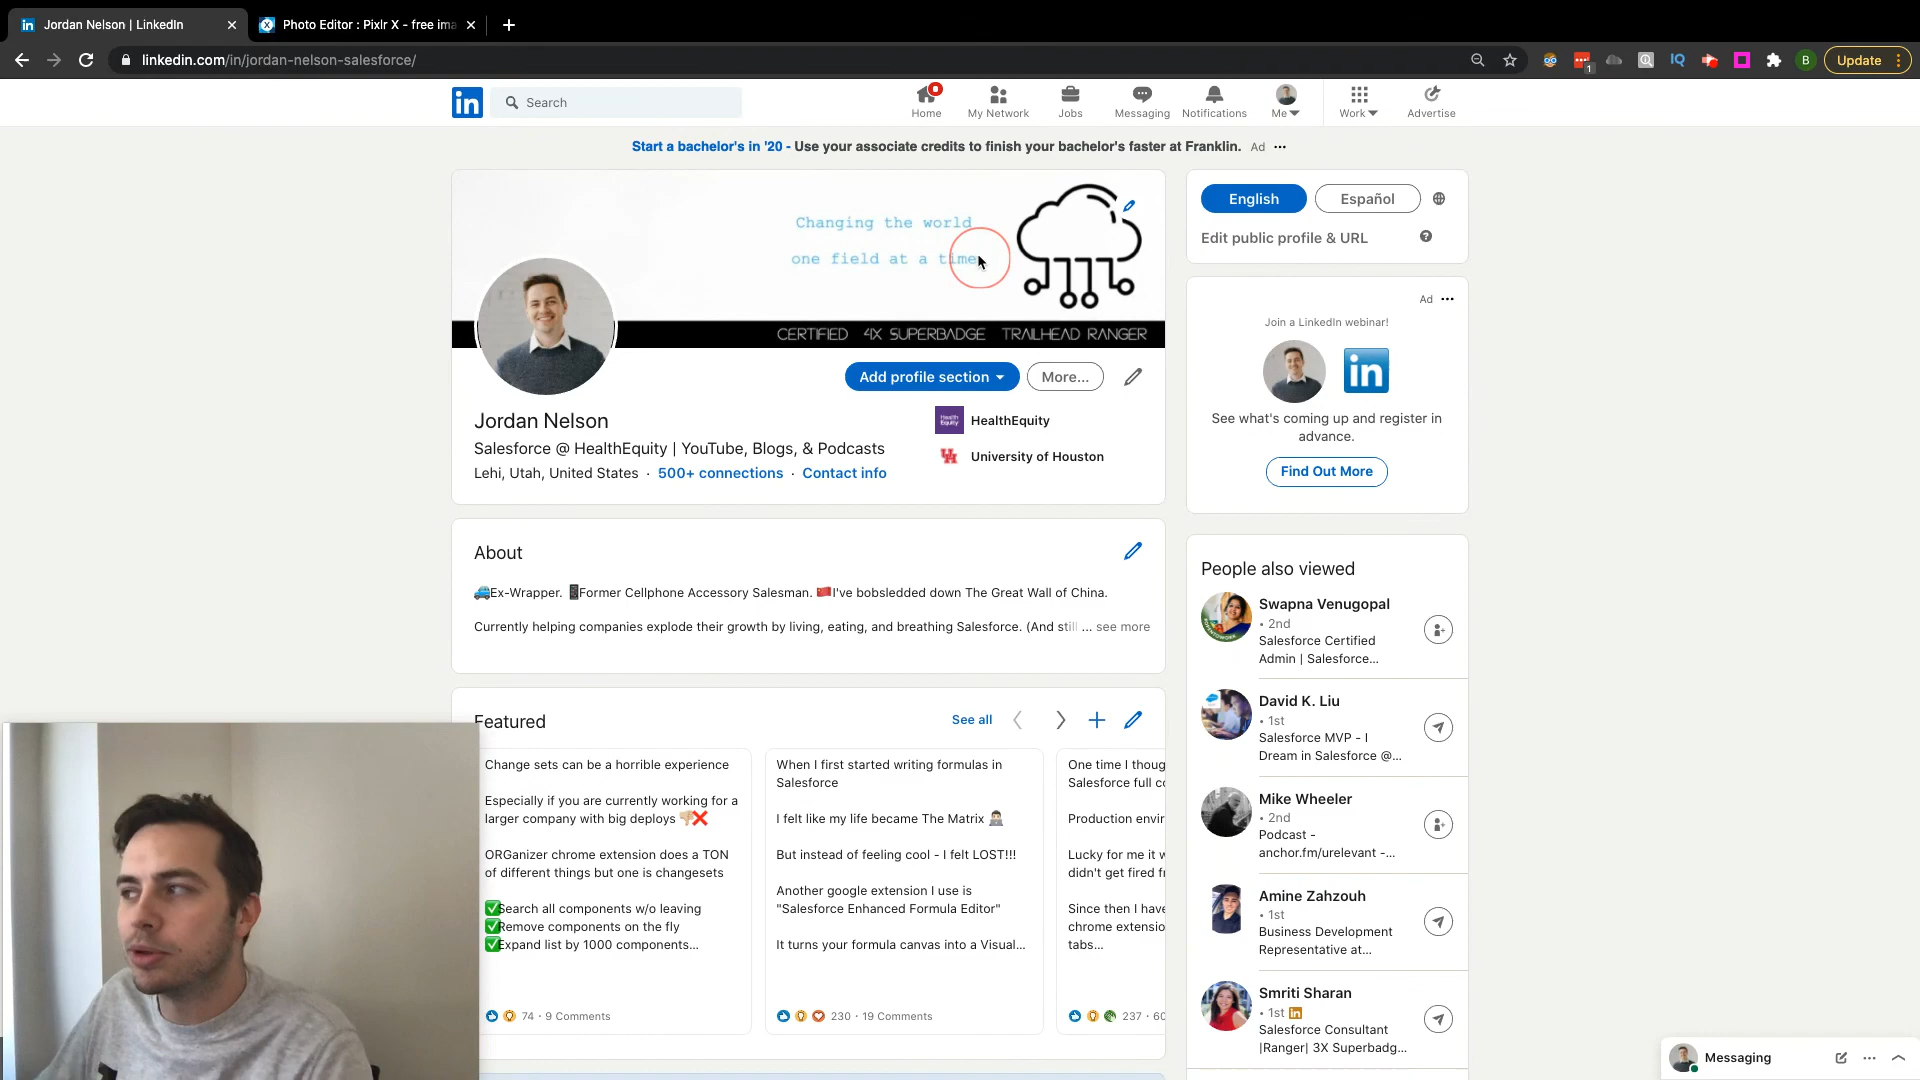 Jordan Nelson | LinkedIn
Photo Editor : Pixlr X - free ima
linkedin.com/in/jordan-nelson-salesforce/
1
IQ
B
Update
in
Search
Home
My Network
Jobs
Messaging
Notifications
Me
Work
Advertise
Start a bachelor's in '20 - Use your associate credits to finish your bachelor's faster at Franklin. Ad
Changing the world
one field at a time
CERTIFIED 4X SUPERBADGE TRAILHEAD RANGER
Add profile section
More...
Jordan Nelson
Salesforce @ HealthEquity | YouTube, Blogs, & Podcasts
Lehi, Utah, United States · 500+ connections · Contact info
Health Equity
HealthEquity
University of Houston
About
Ex-Wrapper. Former Cellphone Accessory Salesman. I've bobsledded down The Great Wall of China.
Currently helping companies explode their growth by living, eating, and breathing Salesforce. (And still ... see more
Featured
See all
Change sets can be a horrible experience
Especially if you are currently working for a
larger company with big deploys 👎🏼❌
ORGanizer chrome extension does a TON
of different things but one is changesets
✅Search all components w/o leaving
✅Remove components on the fly
✅Expand list by 1000 components...
74 · 9 Comments
When I first started writing formulas in
Salesforce
I felt like my life became The Matrix 👨🏻‍💻
But instead of feeling cool - I felt LOST!!!
Another google extension I use is
"Salesforce Enhanced Formula Editor"
It turns your formula canvas into a Visual...
230 · 19 Comments
One time I thoug
Salesforce full co
Production envir
Lucky for me it w
didn't get fired f
Since then I have
chrome extensio
tabs...
237 · 60
English
Español
Edit public profile & URL
Ad
Join a LinkedIn webinar!
in
See what's coming up and register in
advance.
Find Out More
People also viewed
Swapna Venugopal
• 2nd
Salesforce Certified
Admin | Salesforce...
David K. Liu
• 1st
Salesforce MVP - I
Dream in Salesforce @...
Mike Wheeler
• 2nd
Podcast -
anchor.fm/urelevant -...
Amine Zahzouh
• 1st
Business Development
Representative at...
Smriti Sharan
• 1st in
Salesforce Consultant
|Ranger| 3X Superbadg...
Messaging